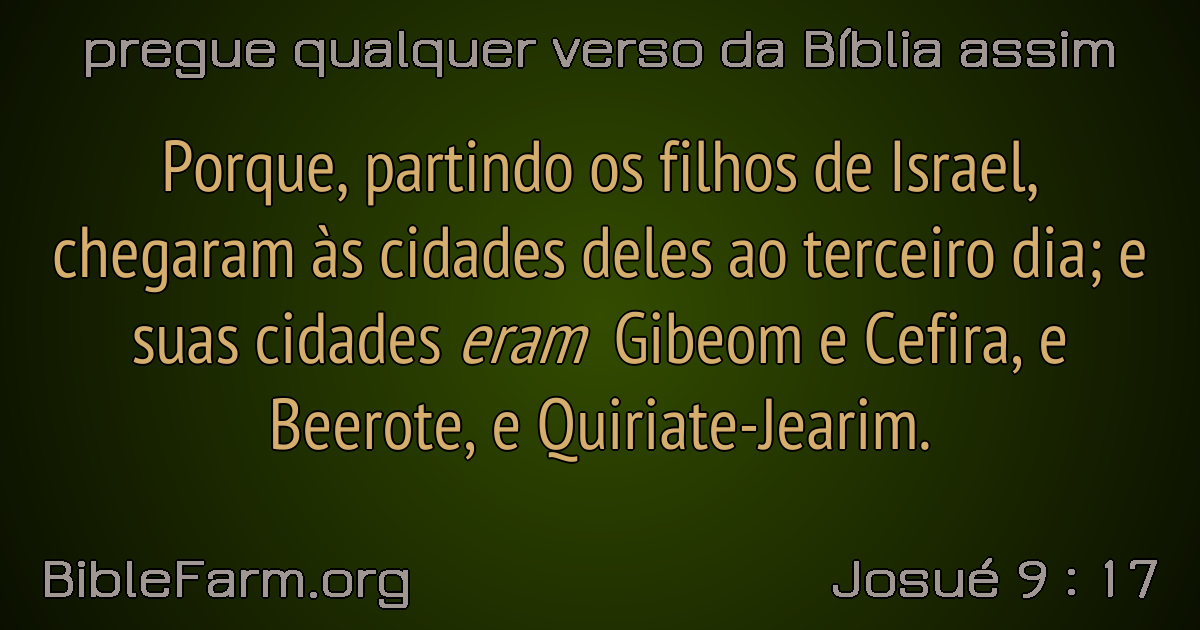 pregue qualquer verso da Bíblia assim
Porque, partindo os filhos de Israel,
chegaram às cidades deles ao terceiro dia; e
suas cidades eram Gibeom e Cefira, e
Beerote, e Quiriate-Jearim.
BibleFarm.org
Josué 9 : 17